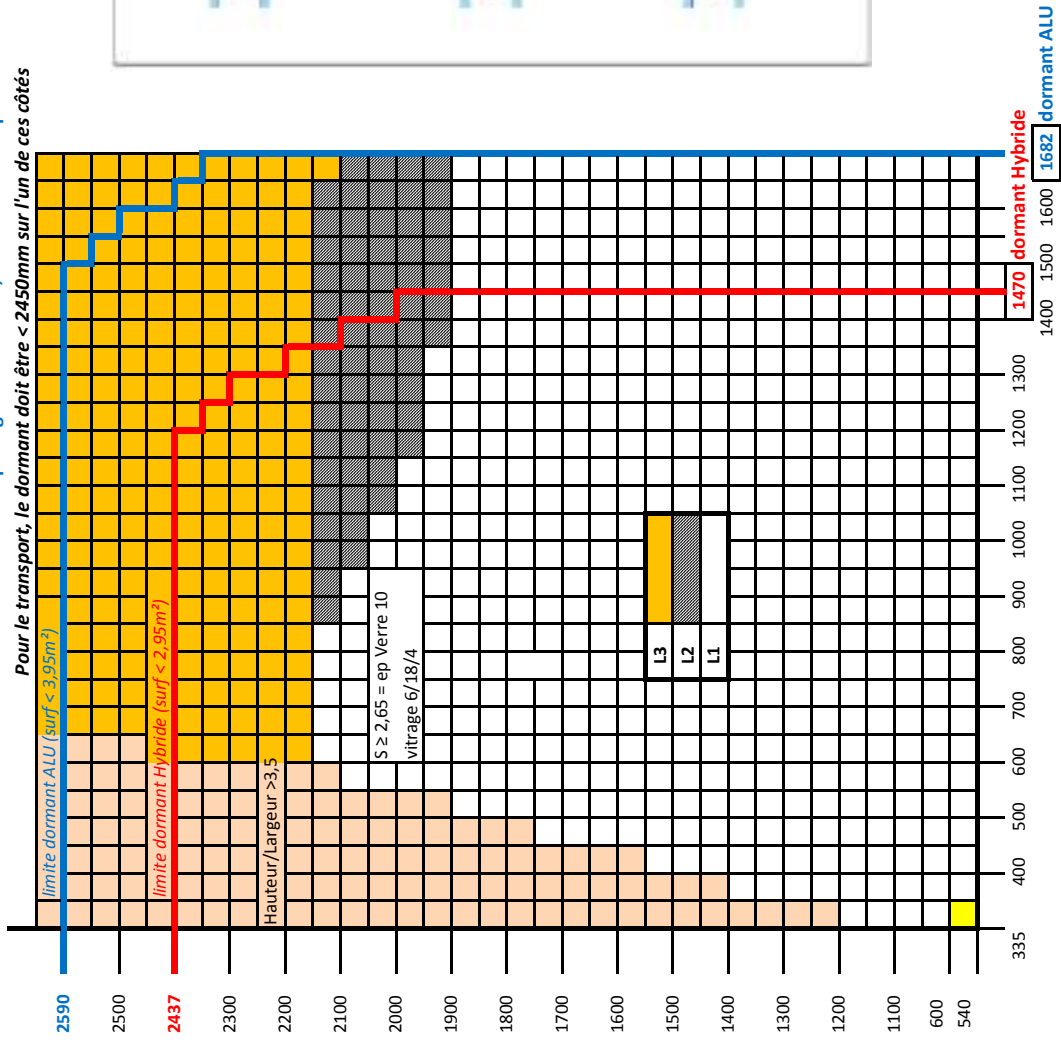 Pour le transport, le dormant doit être < 2450mm sur l'un de ces côtés
limite dormant ALU (surf < 3,95m²)
limite dormant Hybride (surf < 2,95m²)
Hauteur/Largeur >3,5
S ≥ 2,65 = ep Verre 10
vitrage 6/18/4
L3
L2
L1
2590
2500
2437
2300
2200
2100
2000
1900
1800
1700
1600
1500
1400
1300
1200
1100
600
540
335
400
500
600
700
800
900
1000
1100
1200
1300
1400
1500
1600
1470 dormant Hybride
1682 dormant ALU